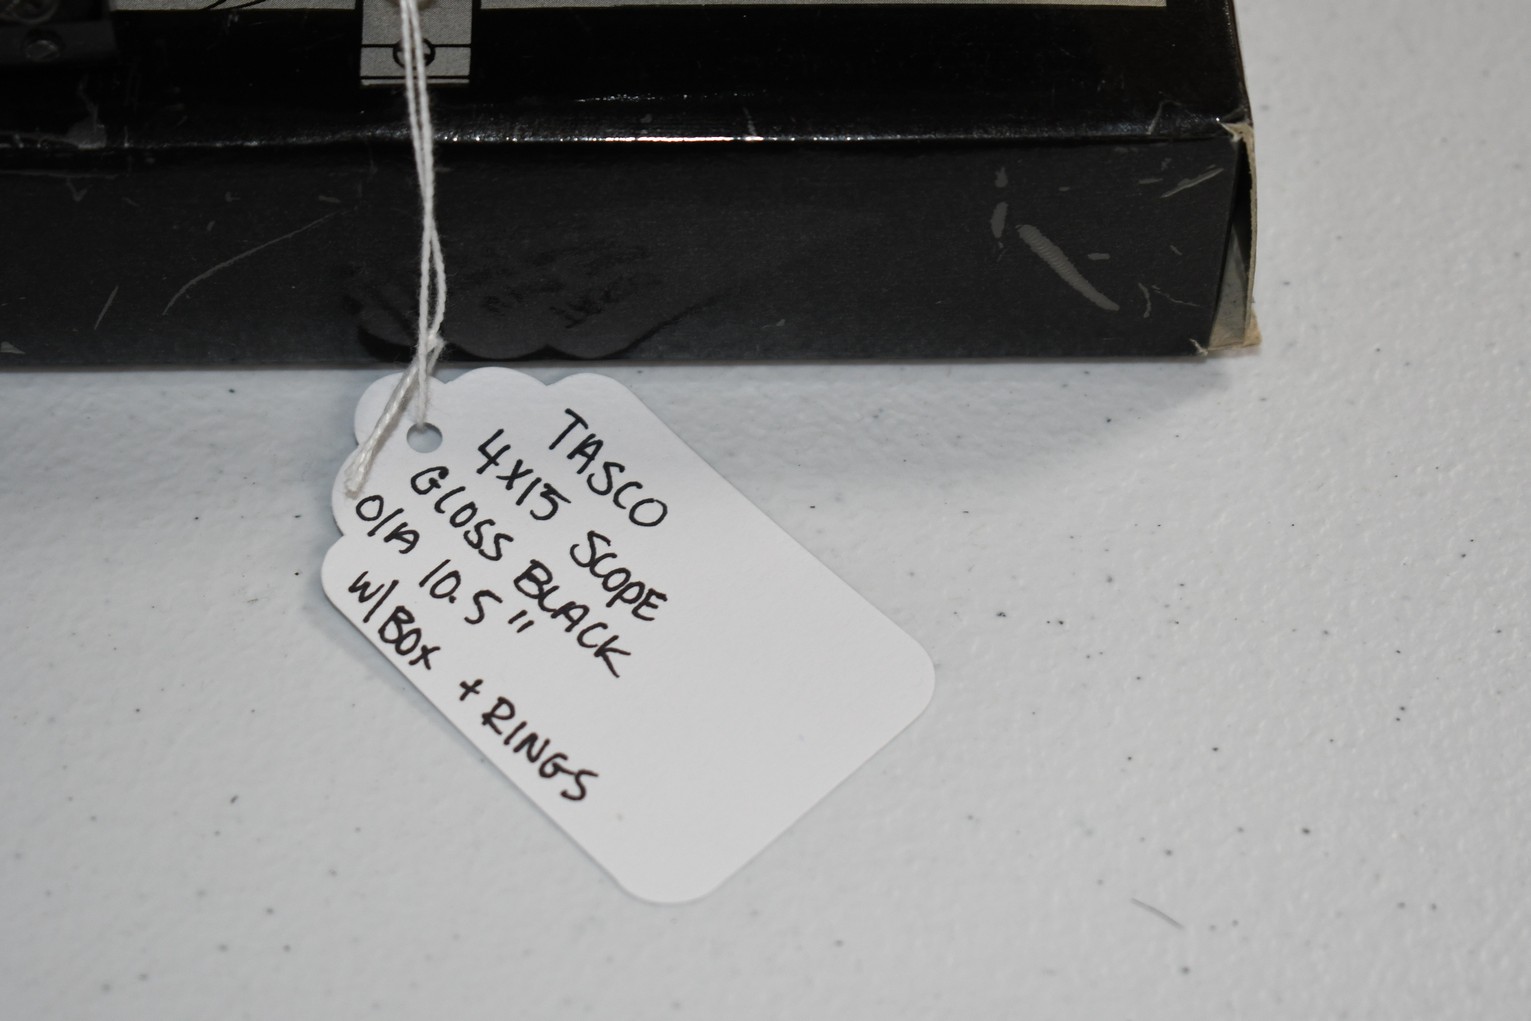 TASCO
4X15 SCOPE
GLOSS BLACK
O/A 10.5"
W/BOX + RINGS